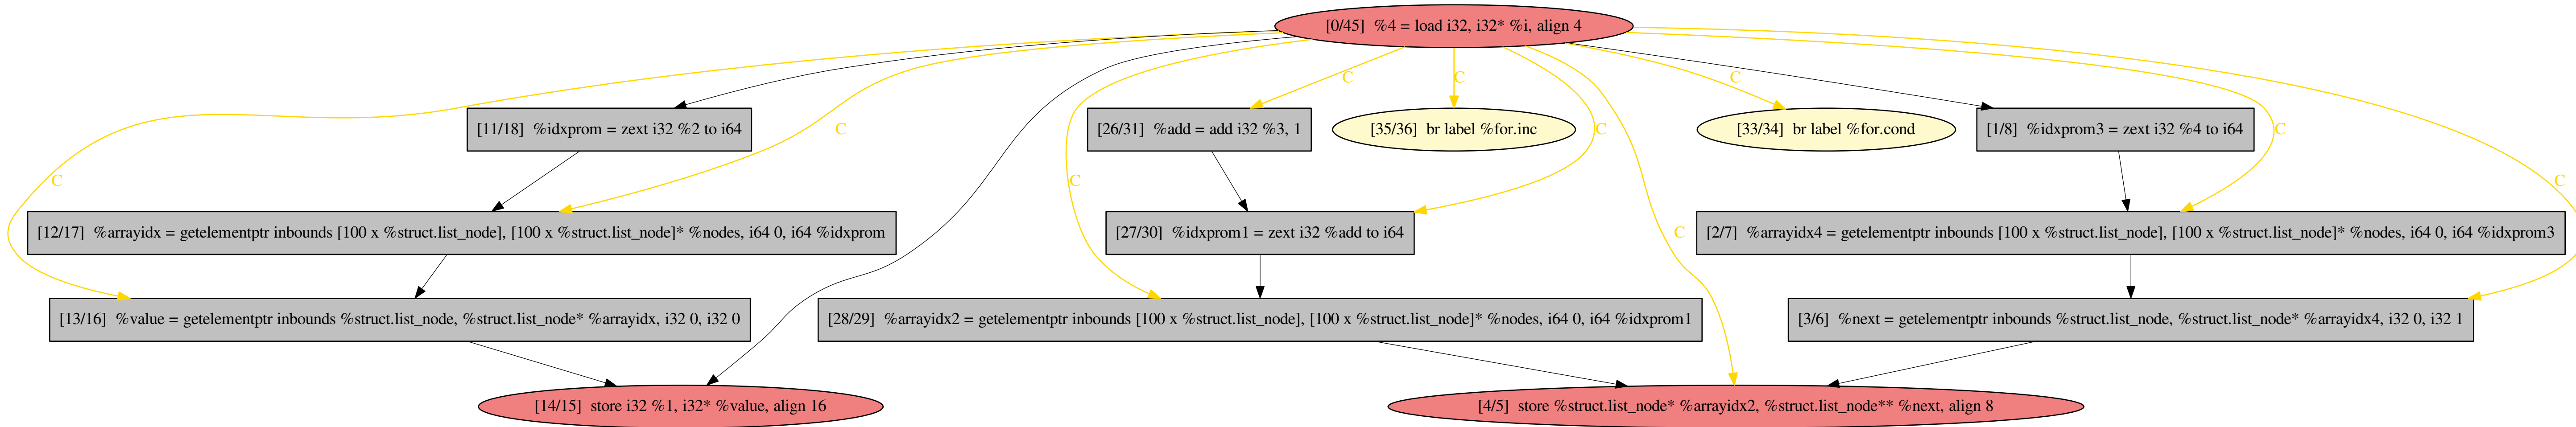 [0/45]  %4 = load i32, i32* %i, align 4
C
C
C
[11/18]  %idxprom = zext i32 %2 to i64
C
[26/31]  %add = add i32 %3, 1
[35/36]  br label %for.inc
C
[33/34]  br label %for.cond
[1/8]  %idxprom3 = zext i32 %4 to i64
C
C
C
C
[12/17]  %arrayidx = getelementptr inbounds [100 x %struct.list_node], [100 x %struct.list_node]* %nodes, i64 0, i64 %idxprom
[27/30]  %idxprom1 = zext i32 %add to i64
C
[2/7]  %arrayidx4 = getelementptr inbounds [100 x %struct.list_node], [100 x %struct.list_node]* %nodes, i64 0, i64 %idxprom3
[13/16]  %value = getelementptr inbounds %struct.list_node, %struct.list_node* %arrayidx, i32 0, i32 0
[28/29]  %arrayidx2 = getelementptr inbounds [100 x %struct.list_node], [100 x %struct.list_node]* %nodes, i64 0, i64 %idxprom1
[3/6]  %next = getelementptr inbounds %struct.list_node, %struct.list_node* %arrayidx4, i32 0, i32 1
[14/15]  store i32 %1, i32* %value, align 16
[4/5]  store %struct.list_node* %arrayidx2, %struct.list_node** %next, align 8